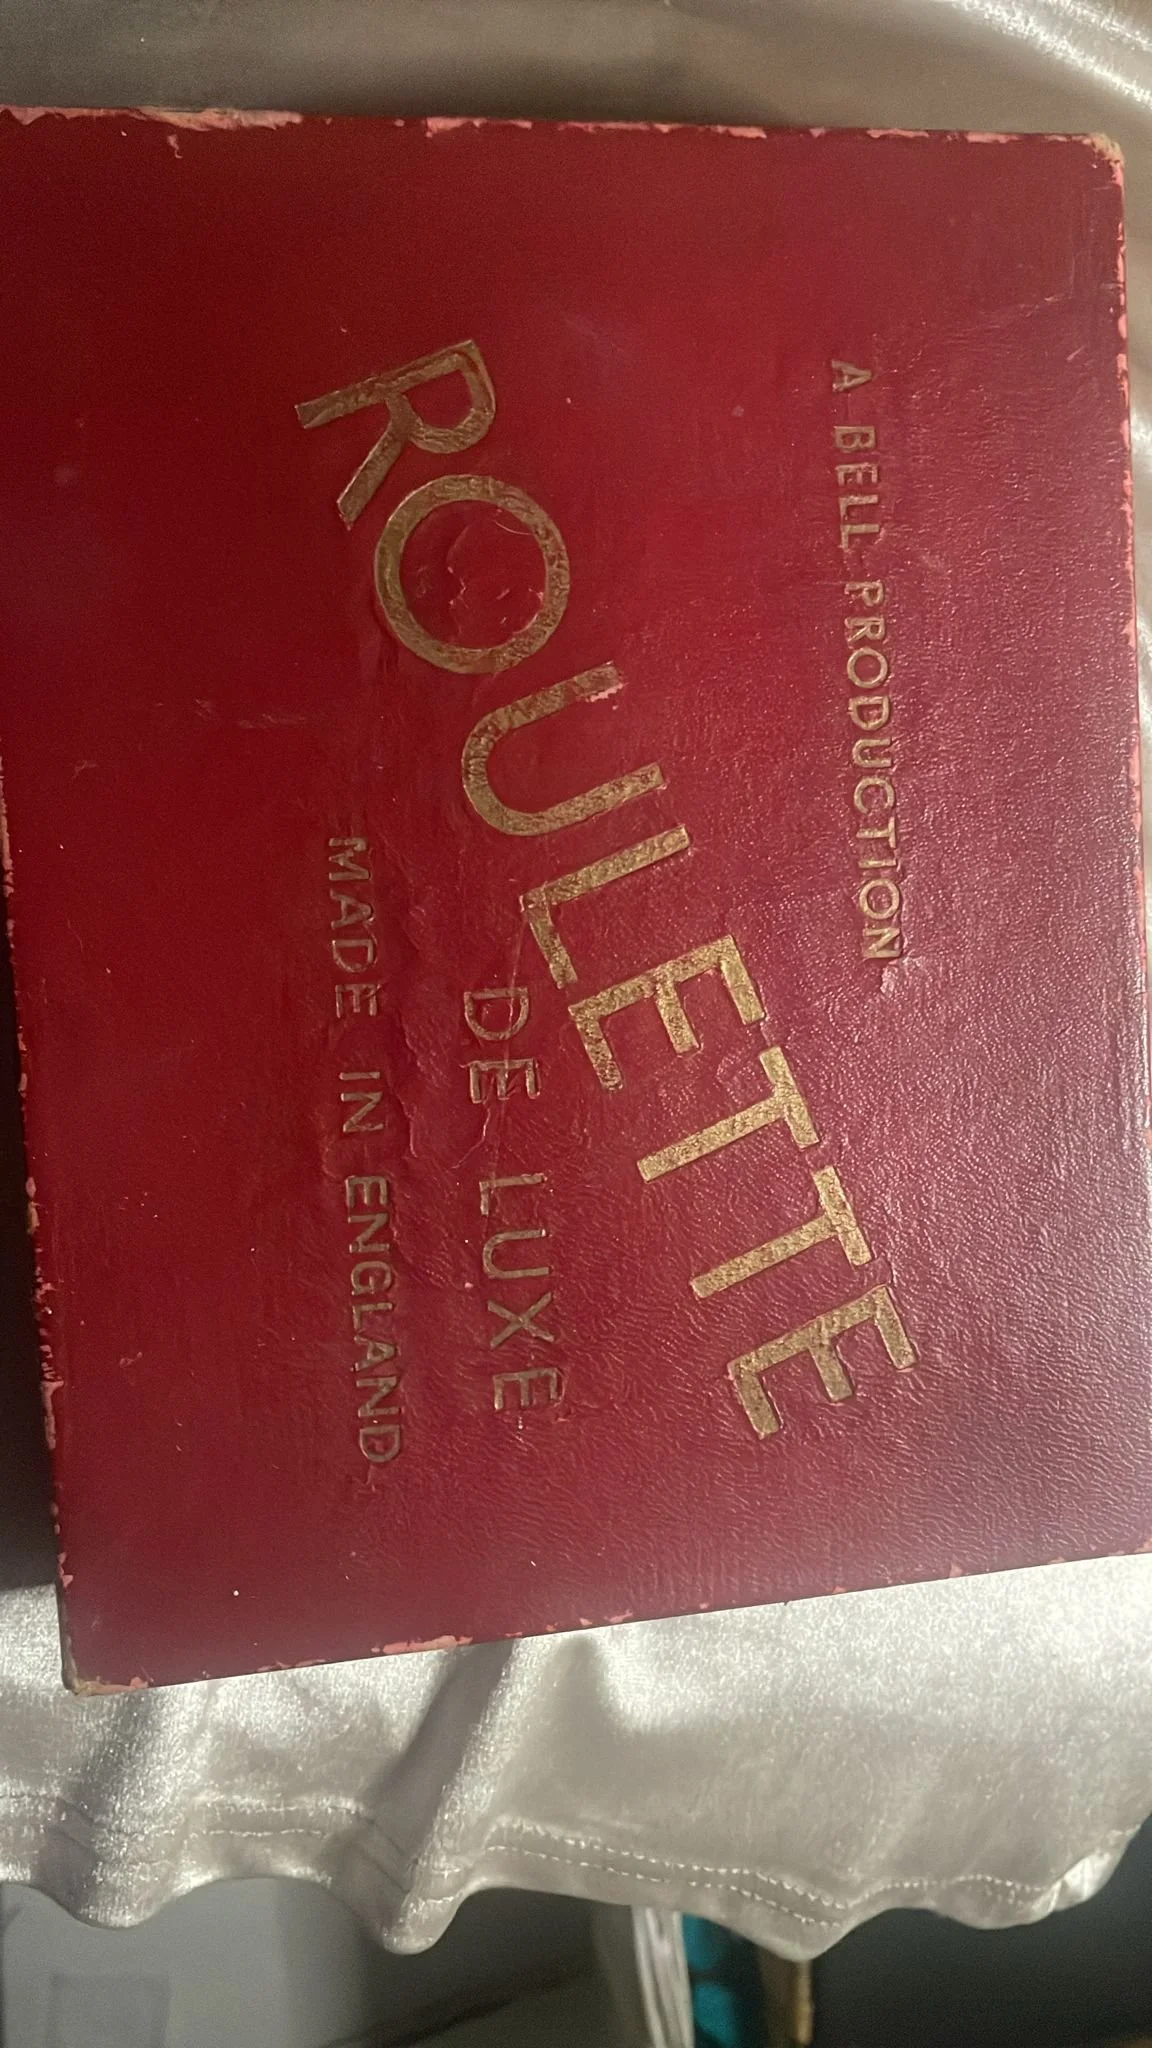 A BELL PRODUCTION
ROULETTE
DE LUXE
MADE IN ENGLAND